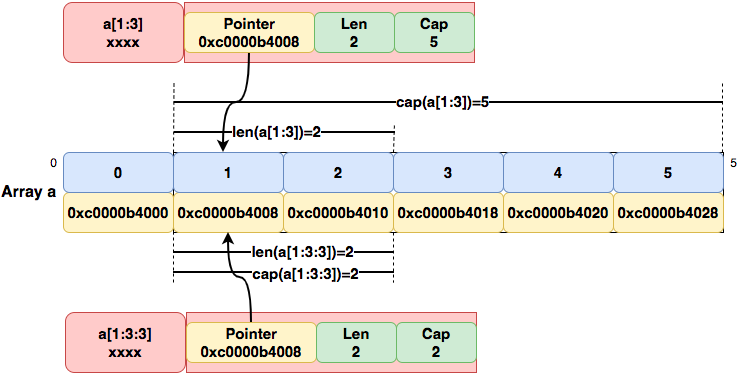 a[1:3]
xxxx
Pointer
0xc0000b4008
Len
2
Cap
5
cap(a[1:3])=5
len(a[1:3])=2
0
5
Array a
0 1 2 3 4 5
0xc0000b4000 0xc0000b4008 0xc0000b4010 0xc0000b4018 0xc0000b4020 0xc0000b4028
len(a[1:3:3])=2
cap(a[1:3:3])=2
a[1:3:3]
xxxx
Pointer
0xc0000b4008
Len
2
Cap
2